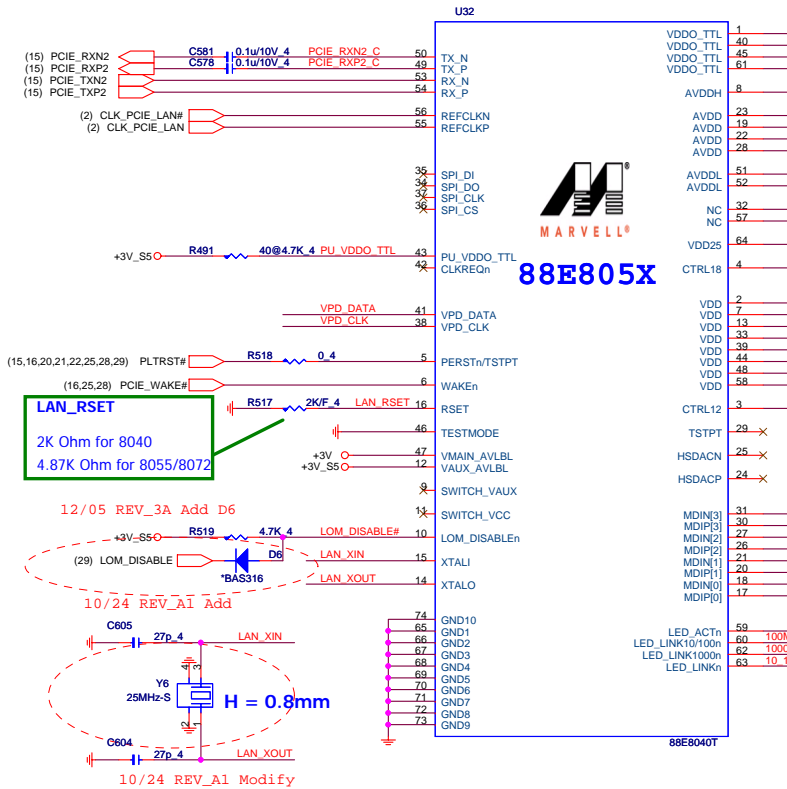 U32
(15) PCIE_RXN2 C581 0.1u/10V_4 PCIE_RXN2_C 50 TX_N
(15) PCIE_RXP2 C578 0.1u/10V_4 PCIE_RXP2_C 49 TX_P
(15) PCIE_TXN2 53 RX_N
(15) PCIE_TXP2 54 RX_P
(2) CLK_PCIE_LAN# 56 REFCLKN
(2) CLK_PCIE_LAN 55 REFCLKP
35 SPI_DI
34 SPI_DO
37 SPI_CLK
36 SPI_CS
+3V_S5 R491 40@4.7K_4 PU_VDDO_TTL 43 PU_VDDO_TTL
42 CLKREQn
VPD_DATA 41 VPD_DATA
VPD_CLK 38 VPD_CLK
(15,16,20,21,22,25,28,29) PLTRST# R518 0_4 5 PERSTn/TSTPT
(16,25,28) PCIE_WAKE# 6 WAKEn
R517 2K/F_4 LAN_RSET 16 RSET
LAN_RSET
2K Ohm for 8040
4.87K Ohm for 8055/8072
46 TESTMODE
+3V 47 VMAIN_AVLBL
+3V_S5 12 VAUX_AVLBL
9 SWITCH_VAUX
11 SWITCH_VCC
12/05 REV_3A Add D6
+3V_S5 R519 4.7K_4 LOM_DISABLE# 10 LOM_DISABLEn
(29) LOM_DISABLE D6 *BAS316
LAN_XIN 15 XTALI
LAN_XOUT 14 XTALO
10/24 REV_A1 Add
C605 27p_4 LAN_XIN
4 3
Y6
25MHz-S
H = 0.8mm
2 1
C604 27p_4 LAN_XOUT
10/24 REV_A1 Modify
74 GND10
65 GND1
66 GND2
67 GND3
68 GND4
69 GND5
70 GND6
71 GND7
72 GND8
73 GND9
MARVELL®
88E805X
VDDO_TTL 1
VDDO_TTL 40
VDDO_TTL 45
VDDO_TTL 61
AVDDH 8
AVDD 23
AVDD 19
AVDD 22
AVDD 28
AVDDL 51
AVDDL 52
NC 32
NC 57
VDD25 64
CTRL18 4
VDD 2
VDD 7
VDD 13
VDD 33
VDD 39
VDD 44
VDD 48
VDD 58
CTRL12 3
TSTPT 29
HSDACN 25
HSDACP 24
MDIN[3] 31
MDIP[3] 30
MDIN[2] 27
MDIP[2] 26
MDIN[1] 21
MDIP[1] 20
MDIN[0] 18
MDIP[0] 17
LED_ACTn 59
LED_LINK10/100n 60 100M
LED_LINK1000n 62 1000
LED_LINKn 63 10_1
88E8040T